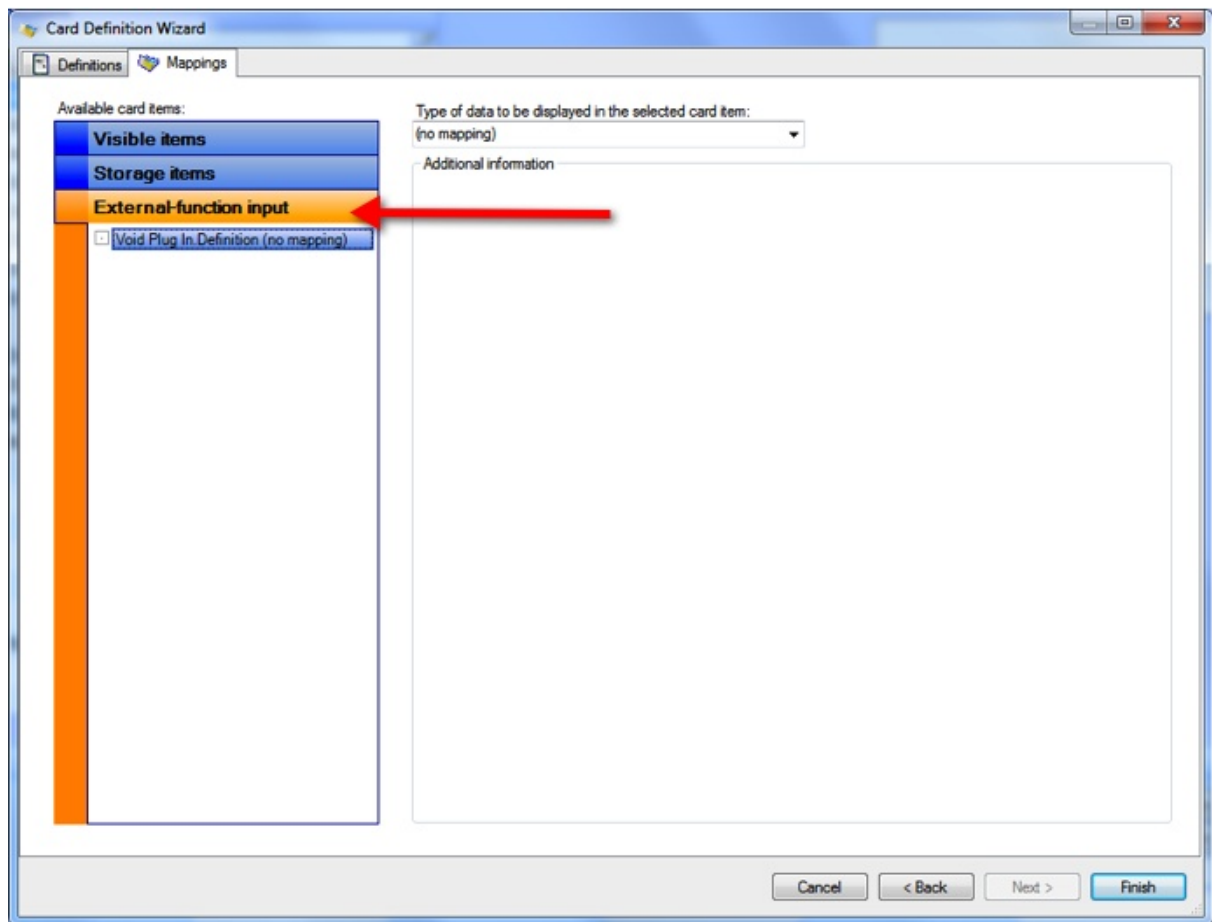 Card Definition Wizard
Definitions
Mappings
Available card items:
Visible items
Storage items
External-function input
Void Plug In.Definition (no mapping)
Type of data to be displayed in the selected card item:
(no mapping)
Additional information
Cancel
< Back
Next >
Finish